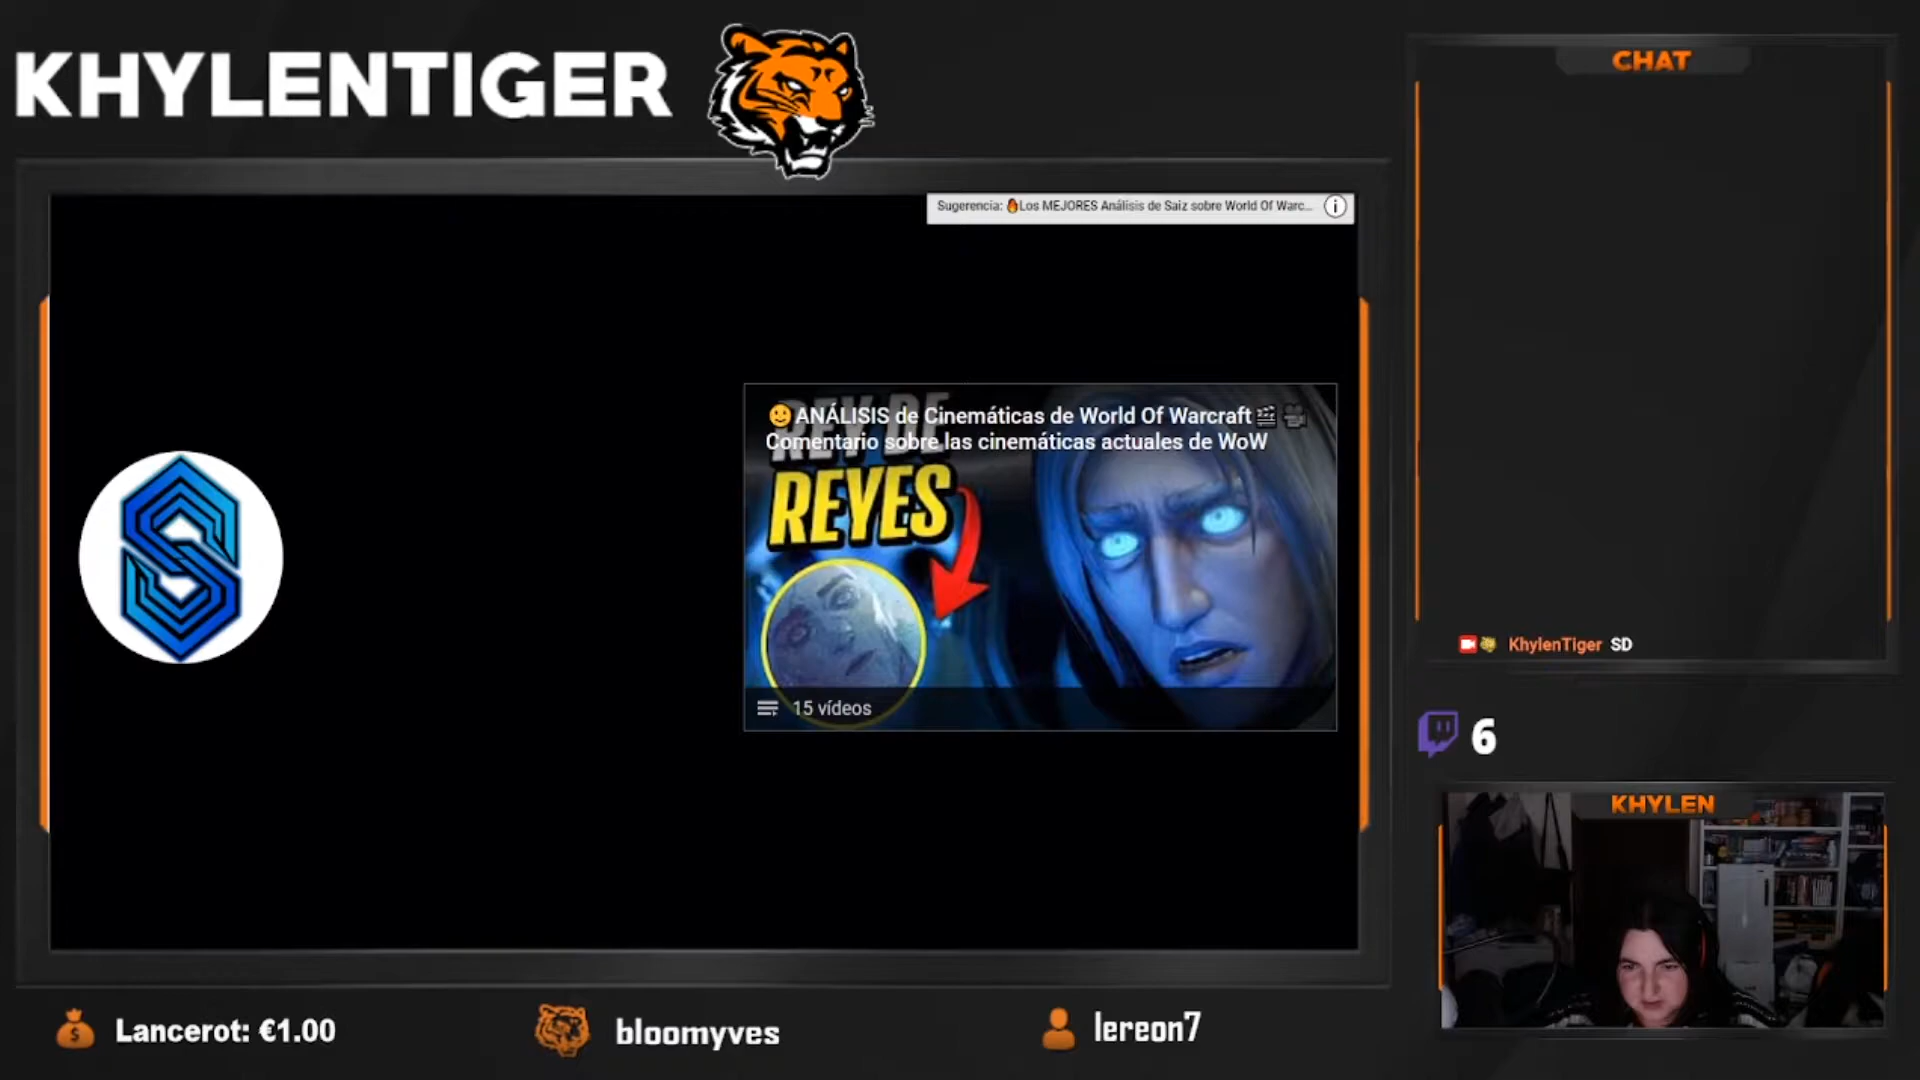 KHYLENTIGER
CHAT
Sugerencia: 🔥Los MEJORES Análisis de Saiz sobre World Of Warc...
🙂ANÁLISIS de Cinemáticas de World Of Warcraft🎬🎥
Comentario sobre las cinemáticas actuales de WoW
REY DE
REYES
15 vídeos
KhylenTiger SD
6
KHYLEN
Lancerot: €1.00
bloomyves
lereon7